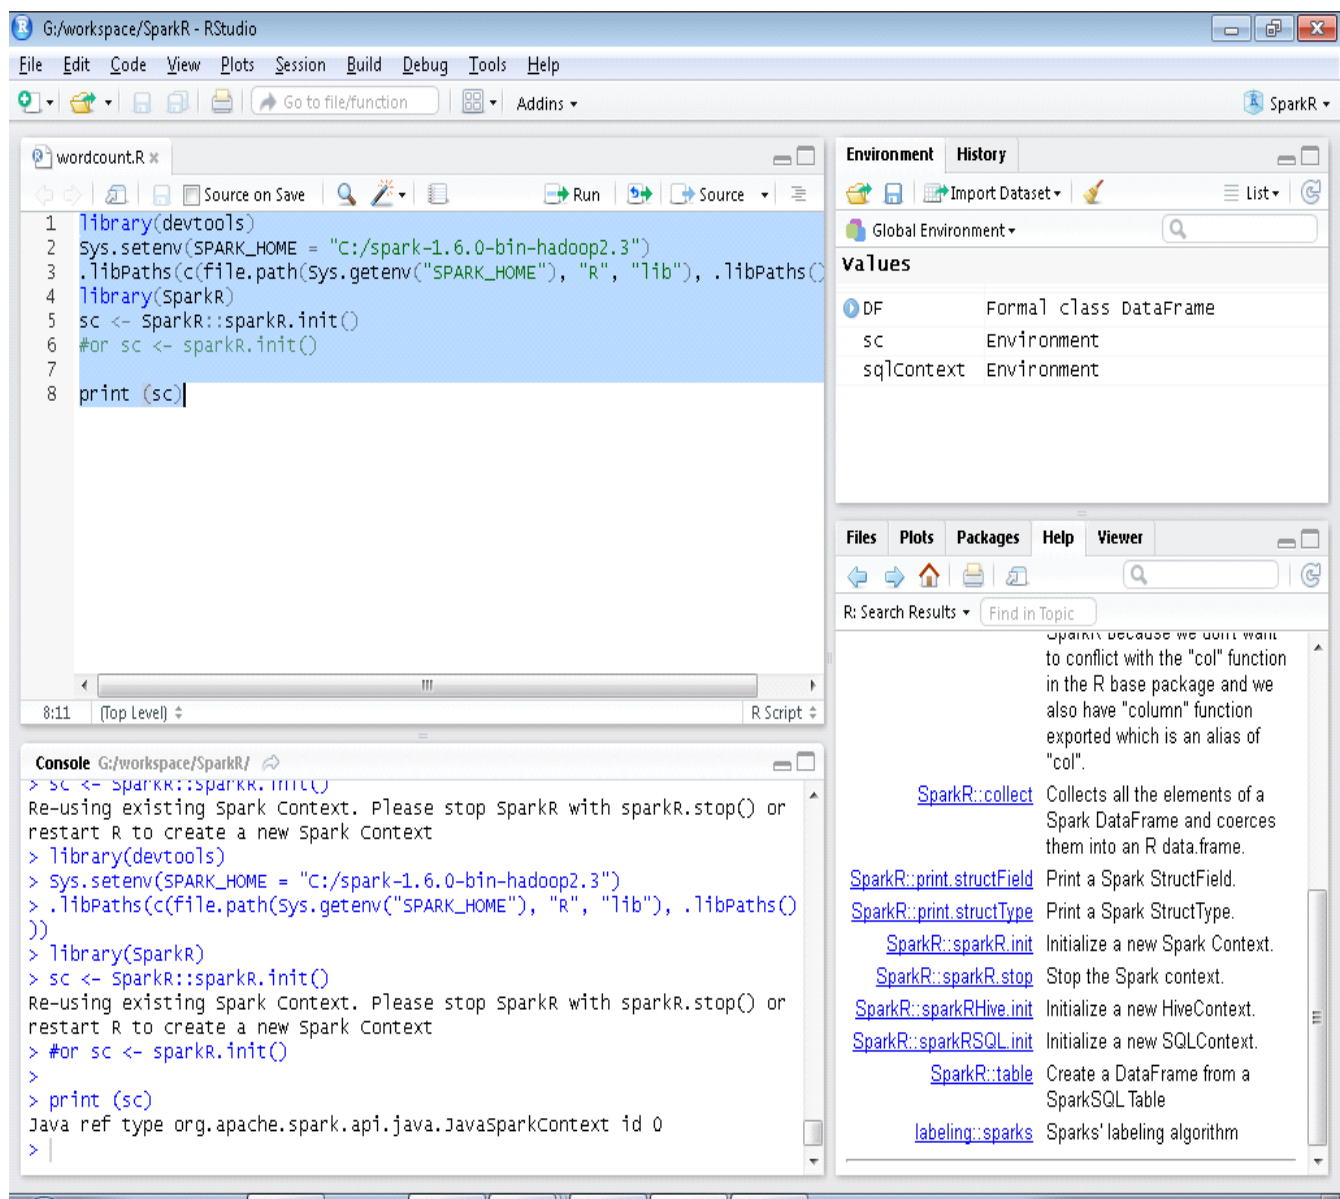 G:/workspace/SparkR - RStudio
File Edit Code View Plots Session Build Debug Tools Help
Go to file/function Addins SparkR
wordcount.R
Source on Save Run Source
1 library(devtools)
2 Sys.setenv(SPARK_HOME = "C:/spark-1.6.0-bin-hadoop2.3")
3 .libPaths(c(file.path(Sys.getenv("SPARK_HOME"), "R", "lib"), .libPaths()
4 library(SparkR)
5 sc <- SparkR::sparkR.init()
6 #or sc <- sparkR.init()
7
8 print (sc)
8:11 (Top Level) R Script
Console G:/workspace/SparkR/
> sc <- SparkR::sparkR.init()
Re-using existing Spark Context. Please stop SparkR with sparkR.stop() or
restart R to create a new Spark Context
> library(devtools)
> Sys.setenv(SPARK_HOME = "C:/spark-1.6.0-bin-hadoop2.3")
> .libPaths(c(file.path(Sys.getenv("SPARK_HOME"), "R", "lib"), .libPaths()
))
> library(SparkR)
> sc <- SparkR::sparkR.init()
Re-using existing Spark Context. Please stop SparkR with sparkR.stop() or
restart R to create a new Spark Context
> #or sc <- sparkR.init()
>
> print (sc)
Java ref type org.apache.spark.api.java.JavaSparkContext id 0
>
Environment History
Import Dataset List
Global Environment
Values
DF Formal class DataFrame
sc Environment
sqlContext Environment
Files Plots Packages Help Viewer
R: Search Results Find in Topic
SparkR because we don't want
to conflict with the "col" function
in the R base package and we
also have "column" function
exported which is an alias of
"col".
SparkR::collect Collects all the elements of a
Spark DataFrame and coerces
them into an R data.frame.
SparkR::print.structField Print a Spark StructField.
SparkR::print.structType Print a Spark StructType.
SparkR::sparkR.init Initialize a new Spark Context.
SparkR::sparkR.stop Stop the Spark context.
SparkR::sparkRHive.init Initialize a new HiveContext.
SparkR::sparkRSQL.init Initialize a new SQLContext.
SparkR::table Create a DataFrame from a
SparkSQL Table
labeling::sparks Sparks' labeling algorithm